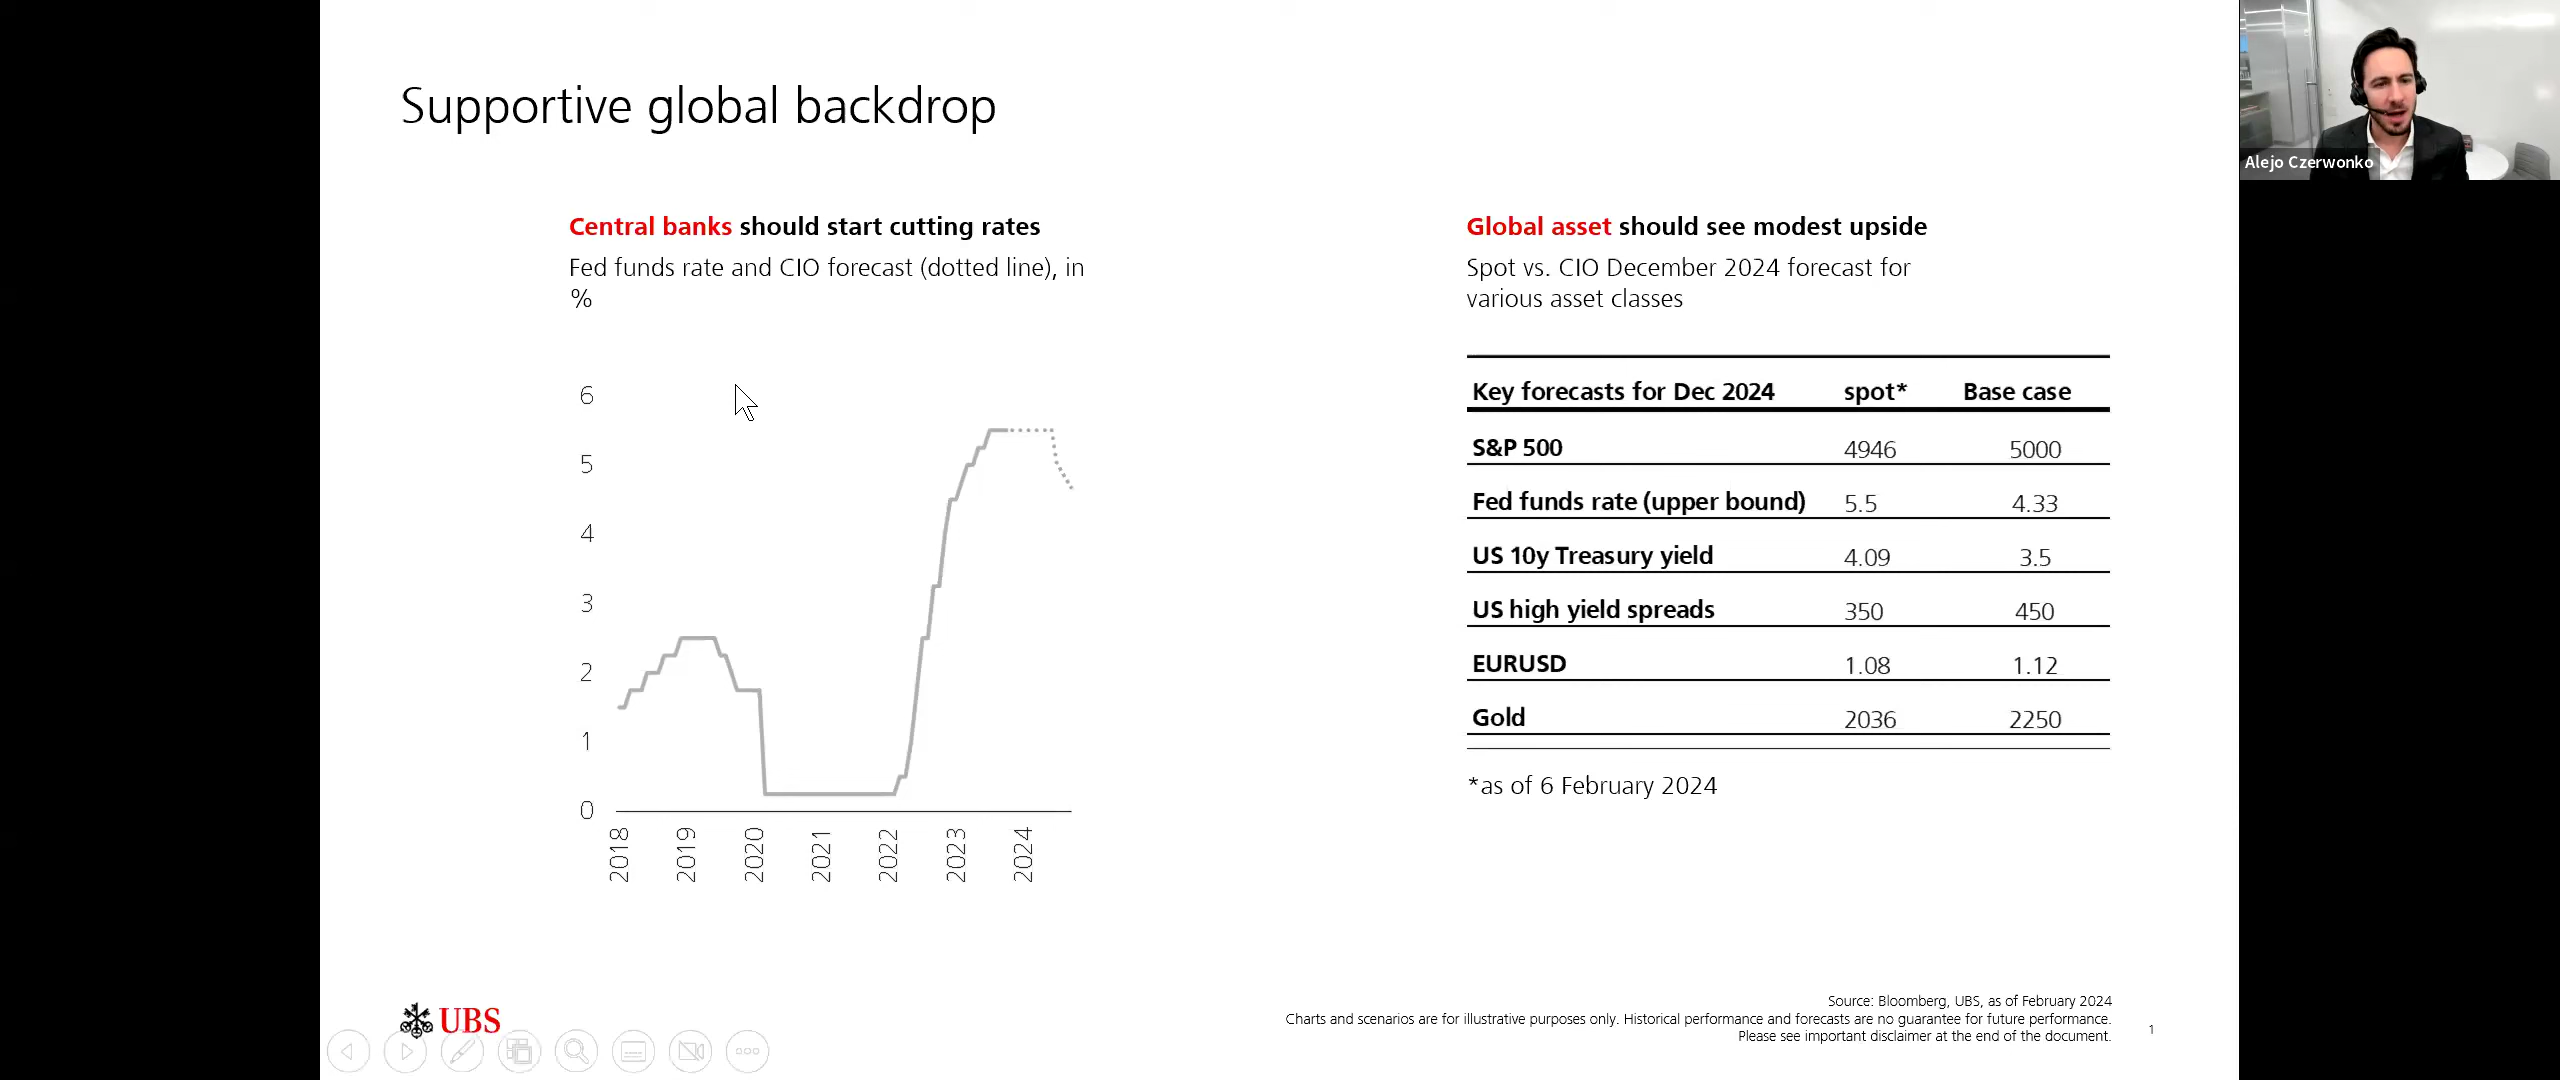 Supportive global backdrop
Alejo Czerwonko
Central banks should start cutting rates
Fed funds rate and CIO forecast (dotted line), in
%
6
5
4
3
2
1
0
2018 2019 2020 2021 2022 2023 2024
Global asset should see modest upside
Spot vs. CIO December 2024 forecast for
various asset classes
Key forecasts for Dec 2024 spot* Base case
S&P 500 4946 5000
Fed funds rate (upper bound) 5.5 4.33
US 10y Treasury yield 4.09 3.5
US high yield spreads 350 450
EURUSD 1.08 1.12
Gold 2036 2250
*as of 6 February 2024
UBS
Source: Bloomberg, UBS, as of February 2024
Charts and scenarios are for illustrative purposes only. Historical performance and forecasts are no guarantee for future performance.
Please see important disclaimer at the end of the document.
1